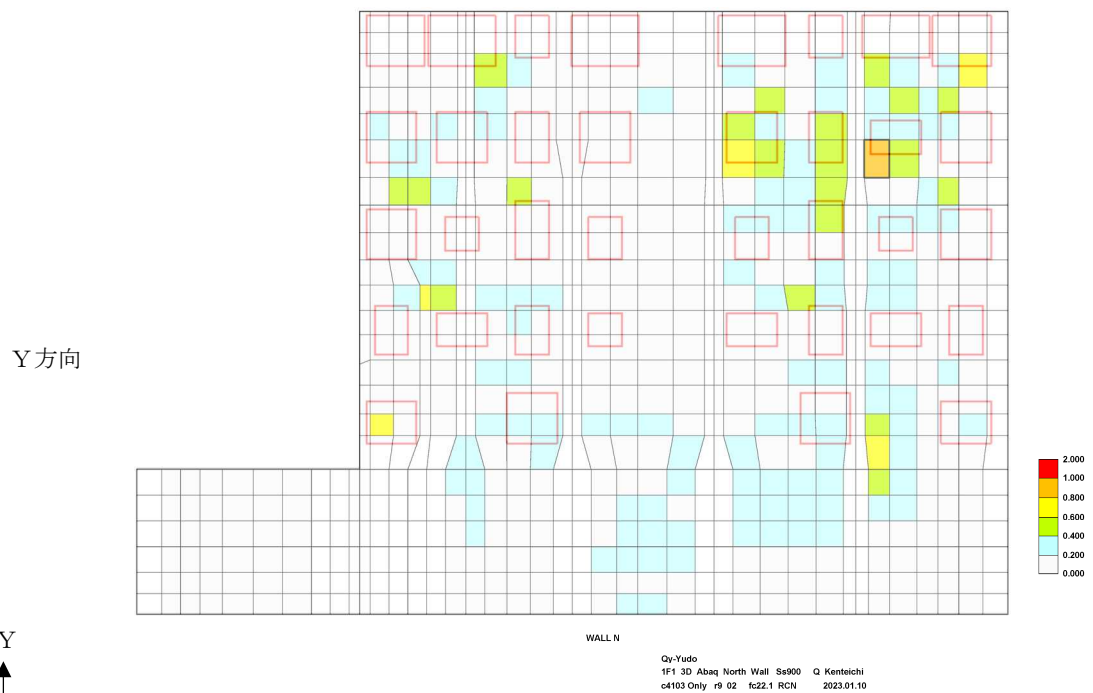 Ｙ方向
2.000
1.000
0.800
0.600
0.400
0.200
0.000
Y
WALL N
Qy-Yudo
1F1 3D Abaq North Wall Ss900 Q Kenteichi
c4103 Only r9 02 fc22.1 RCN 2023.01.10